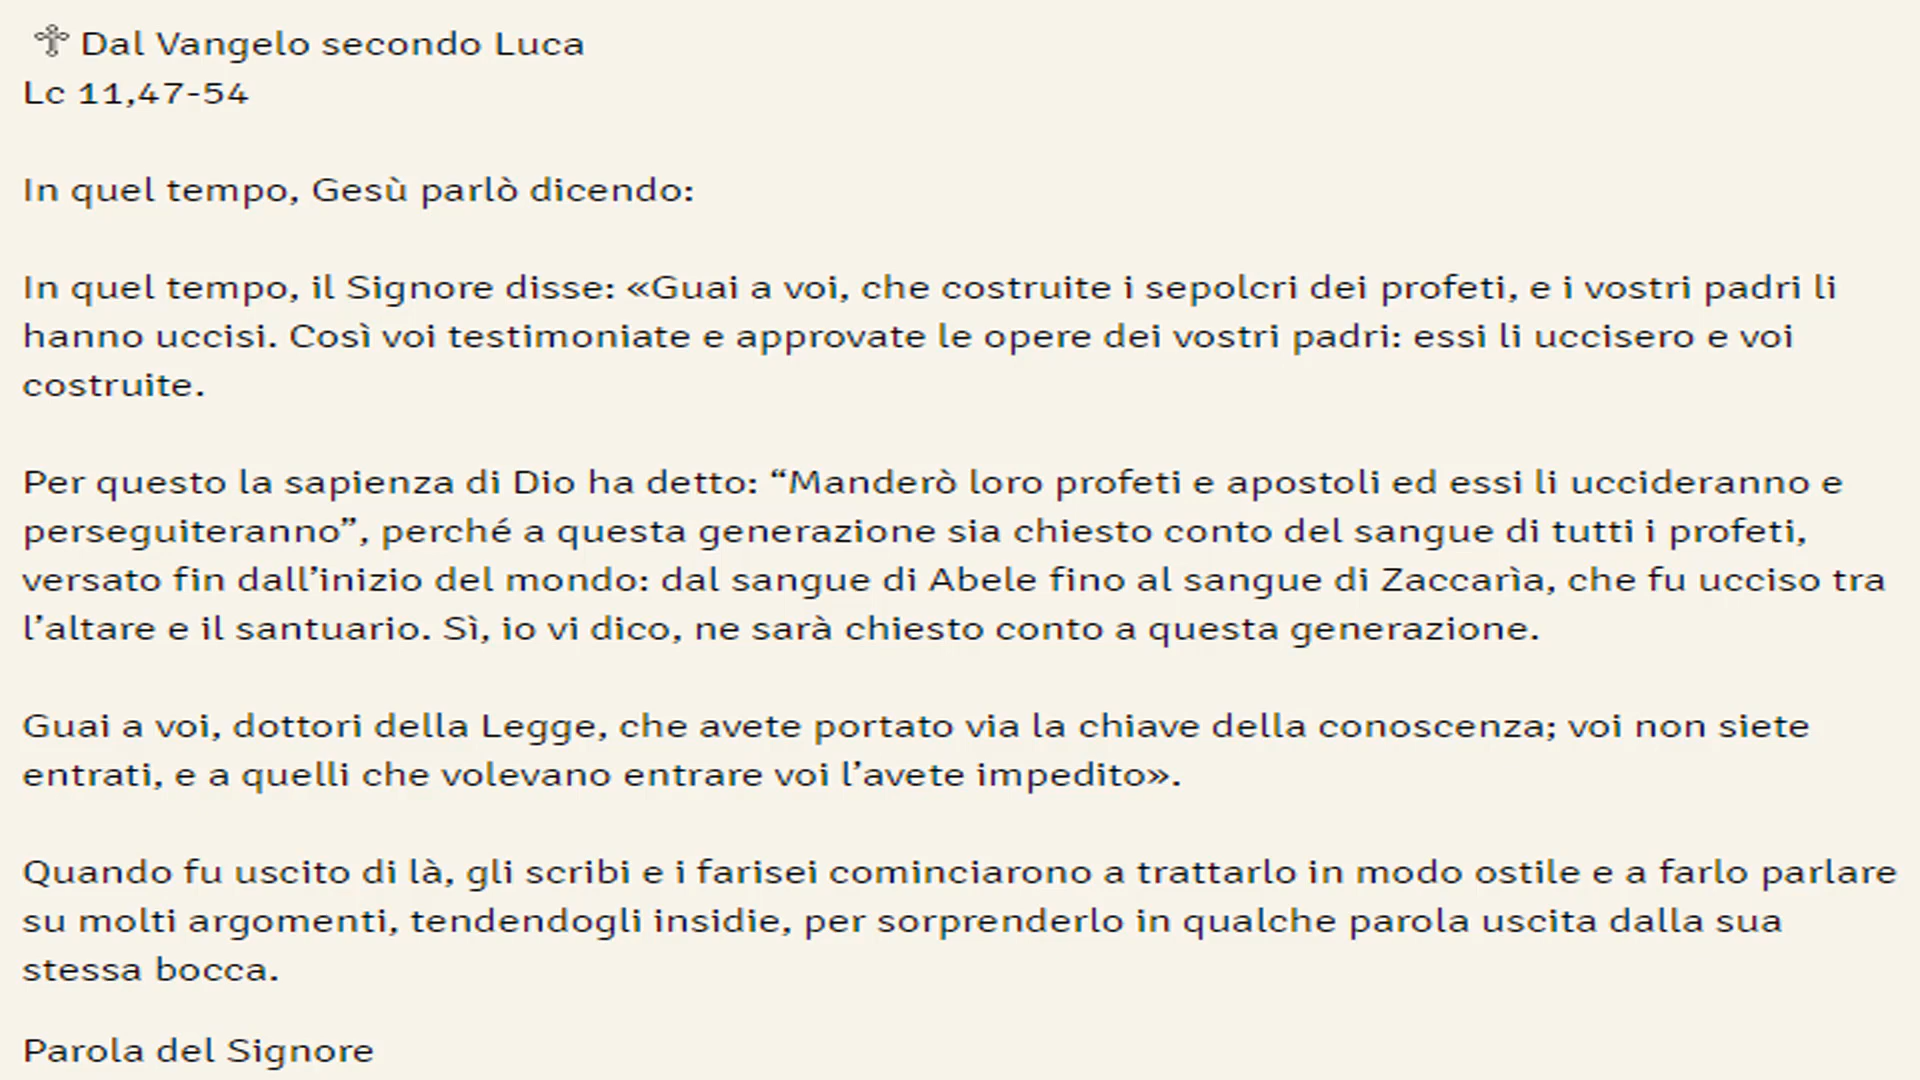 ✞ Dal Vangelo secondo Luca
Lc 11,47-54
In quel tempo, Gesù parlò dicendo:
In quel tempo, il Signore disse: «Guai a voi, che costruite i sepolcri dei profeti, e i vostri padri li
hanno uccisi. Così voi testimoniate e approvate le opere dei vostri padri: essi li uccisero e voi
costruite.
Per questo la sapienza di Dio ha detto: “Manderò loro profeti e apostoli ed essi li uccideranno e
perseguiteranno”, perché a questa generazione sia chiesto conto del sangue di tutti i profeti,
versato fin dall’inizio del mondo: dal sangue di Abele fino al sangue di Zaccarìa, che fu ucciso tra
l’altare e il santuario. Sì, io vi dico, ne sarà chiesto conto a questa generazione.
Guai a voi, dottori della Legge, che avete portato via la chiave della conoscenza; voi non siete
entrati, e a quelli che volevano entrare voi l’avete impedito».
Quando fu uscito di là, gli scribi e i farisei cominciarono a trattarlo in modo ostile e a farlo parlare
su molti argomenti, tendendogli insidie, per sorprenderlo in qualche parola uscita dalla sua
stessa bocca.
Parola del Signore